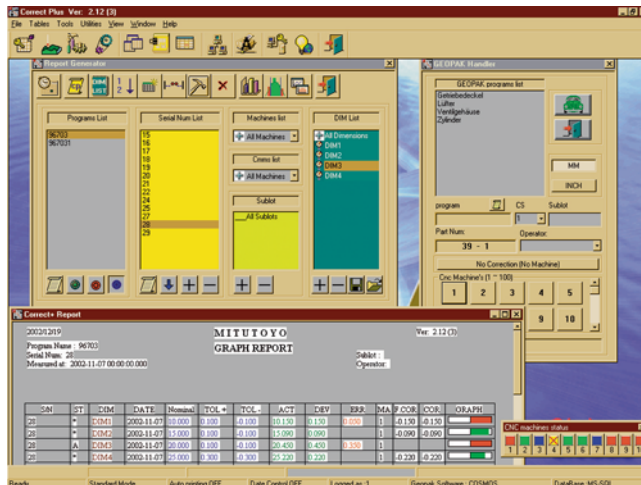 Correct Plus Ver: 2.12 (3)
File Tables Tools Utilities View Window Help
Report Generator
DIM LIST
1 2
Programs List
96703
967031
Serial Num List
15
16
17
18
19
20
21
22
24
25
27
28
29
Machines list
All Machines
Cmess list
All Machines
Sublot
___All Sublots
DIM List
All Dimensions
DIM1
DIM2
DIM3
DIM4
GEOPAK Handler
GEOPAK programs list
Getriebedeckel
Lüfter
Ventilgehäuse
Zylinder
MM
INCH
program CS Sublot
1
Part Num: Operator:
39 - 1
No Correction (No Machine)
Cnc Machine's (1 ~ 100)
1 2 3 4 5
9 10
Correct+ Report
2002/12/19 MITUTOYO Ver: 2.12 (3)
Program Name : 96703 GRAPH REPORT
Serial Num: 28 Sublot :
Measured at: 2002-11-07 00:00:00.000 Operator:
S/N ST DIM DATE Nominal TOL + TOL - ACT DEV ERR MA F.COR COR. GRAPH
28 * DIM1 2002-11-07 10.000 0.100 -0.100 10.150 0.150 0.050 1 -0.150 -0.150
28 * DIM2 2002-11-07 15.000 0.100 -0.100 15.090 0.090 1 -0.090 -0.090
28 A DIM3 2002-11-07 20.000 0.100 -0.100 20.450 0.450 0.350 1
28 * DIM4 2002-11-07 25.000 0.300 -0.300 25.220 0.220 1 -0.220 -0.220
CNC machines status
1 2 3 4 5 6 7 8 9 10
Ready Standard Mode Auto printing OFF Date Control OFF Logged as :1 Geopak Software : COSMOS DataBase :MS-SQL